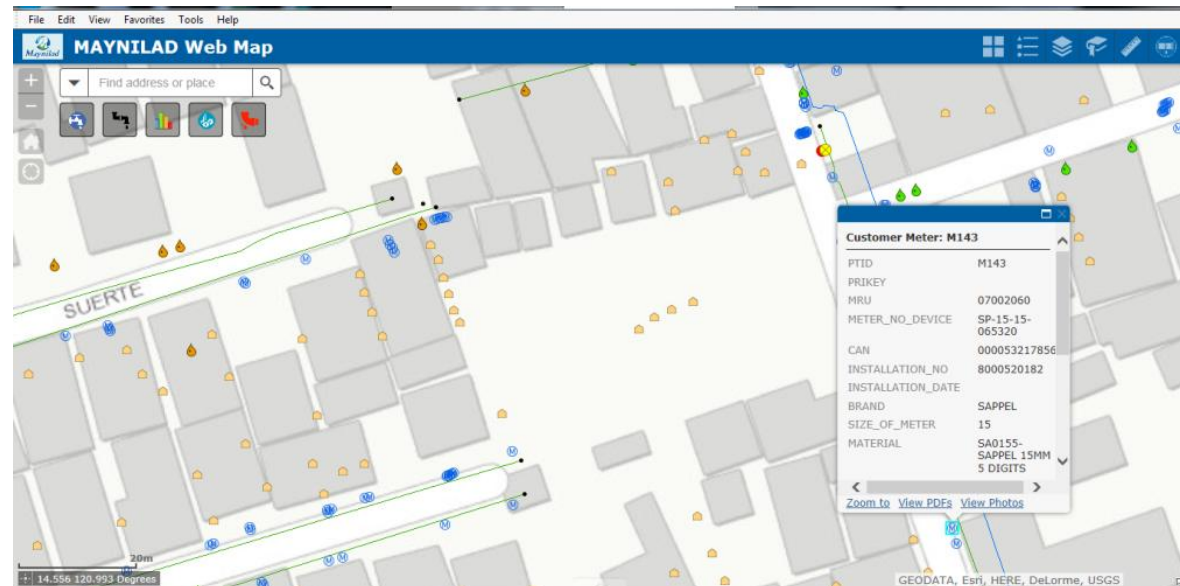 File Edit View Favorites Tools Help
Maynilad MAYNILAD Web Map
Find address or place
SUERTE
Customer Meter: M143
PTID M143
PRIKEY
MRU 07002060
METER_NO_DEVICE SP-15-15-
065320
CAN 000053217856
INSTALLATION_NO 8000520182
INSTALLATION_DATE
BRAND SAPPEL
SIZE_OF_METER 15
MATERIAL SA0155-
SAPPEL 15MM
5 DIGITS
Zoom to View PDFs View Photos
20m
14.556 120.993 Degrees
GEODATA, Esri, HERE, DeLorme, USGS